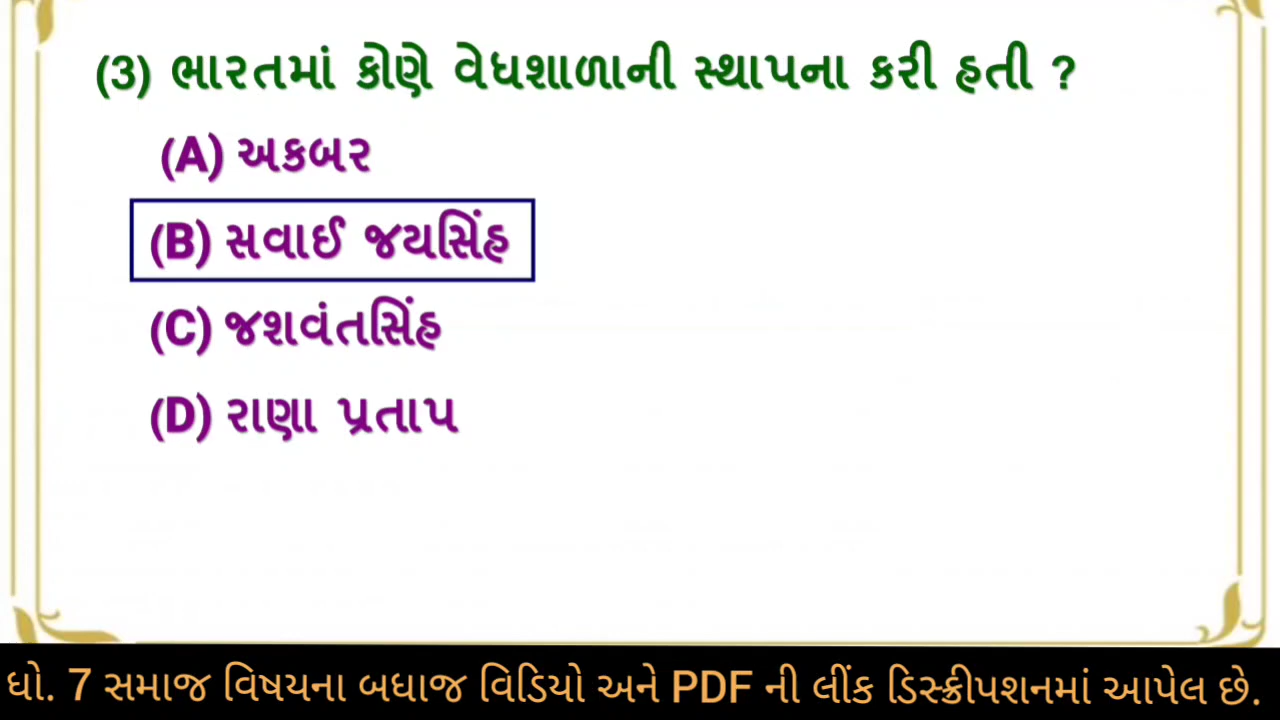 (3) ભારતમાં કોણે વેધશાળાની સ્થાપના કરી હતી ?
(A) અકબર
(B) સવાઈ જયસિંહ
(C) જશવંતસિંહ
(D) રાણા પ્રતાપ
ધો. 7 સમાજ વિષયના બધાજ વિડિયો અને PDF ની લીંક ડિસ્ક્રીપશનમાં આપેલ છે.